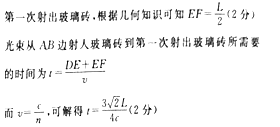 第一次射出玻璃砖,根据几何知识可知 EF=L/2(2分)
光束从 AB 边射入玻璃砖到第一次射出玻璃砖所需要
的时间为 t=(DE+EF)/v
而 v=c/n,可解得 t=3√2L/4c(2分)